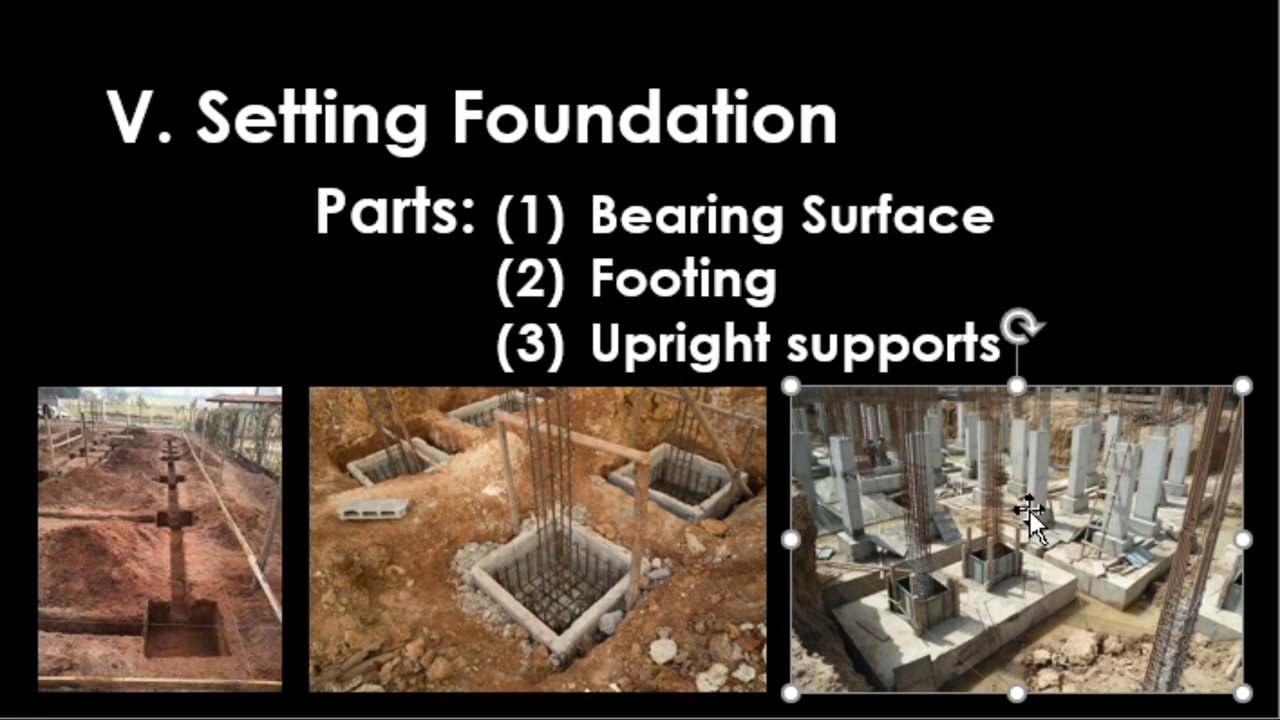 V. Setting Foundation
Parts: (1) Bearing Surface
(2) Footing
(3) Upright supports